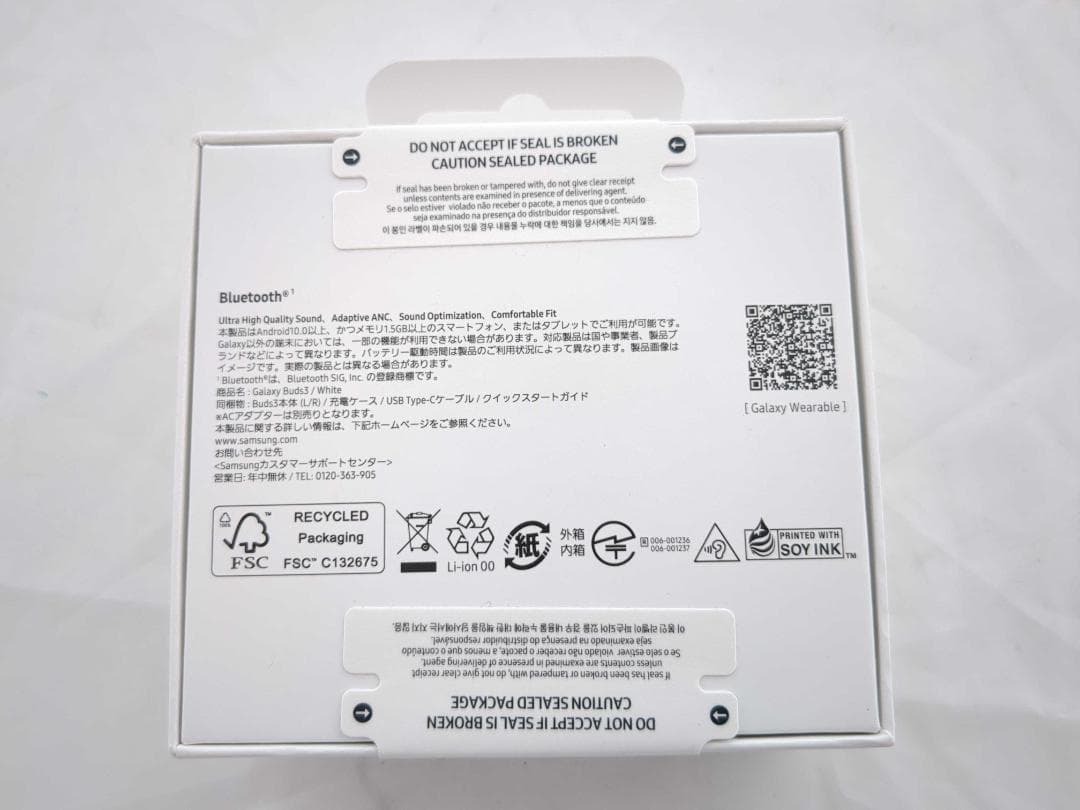 DO NOT ACCEPT IF SEAL IS BROKEN
CAUTION SEALED PACKAGE
If seal has been broken or tampered with, do not give clear receipt
unless contents are examined in presence of delivering agent.
Se o selo estiver violado não receber o pacote, a menos que o conteúdo
seja examinado na presença do distribuidor responsável.
이 봉인 라벨이 파손되어 있을 경우 내용물 누락에 대한 책임을 당사에서는 지지 않음.
Bluetooth® ¹
Ultra High Quality Sound、Adaptive ANC、Sound Optimization、Comfortable Fit
本製品はAndroid10.0以上、かつメモリ1.5GB以上のスマートフォン、またはタブレットでご利用が可能です。
Galaxy以外の端末においては、一部の機能が利用できない場合があります。対応製品は国や事業者、製品ブ
ランドなどによって異なります。バッテリー駆動時間は製品のご利用状況によって異なります。製品画像は
イメージです。実際の製品とは異なる場合があります。
¹ Bluetooth®は、Bluetooth SIG, Inc. の登録商標です。
商品名 : Galaxy Buds3 / White
同梱物 : Buds3本体 (L/R) / 充電ケース / USB Type-Cケーブル / クイックスタートガイド
※ACアダプターは別売りとなります。
本製品に関する詳しい情報は、下記ホームページをご参照ください。
www.samsung.com
お問い合わせ先
<Samsungカスタマーサポートセンター>
営業日: 年中無休 / TEL: 0120-363-905
[ Galaxy Wearable ]
100%
FSC
RECYCLED
Packaging
FSC™ C132675
Li-ion 00
紙
外箱
内箱
R 006-001236
006-001237
PRINTED WITH
SOY INK™
DO NOT ACCEPT IF SEAL IS BROKEN
CAUTION SEALED PACKAGE
If seal has been broken or tampered with, do not give clear receipt
unless contents are examined in presence of delivering agent.
Se o selo estiver violado não receber o pacote, a menos que o conteúdo
seja examinado na presença do distribuidor responsável.
이 봉인 라벨이 파손되어 있을 경우 내용물 누락에 대한 책임을 당사에서는 지지 않음.